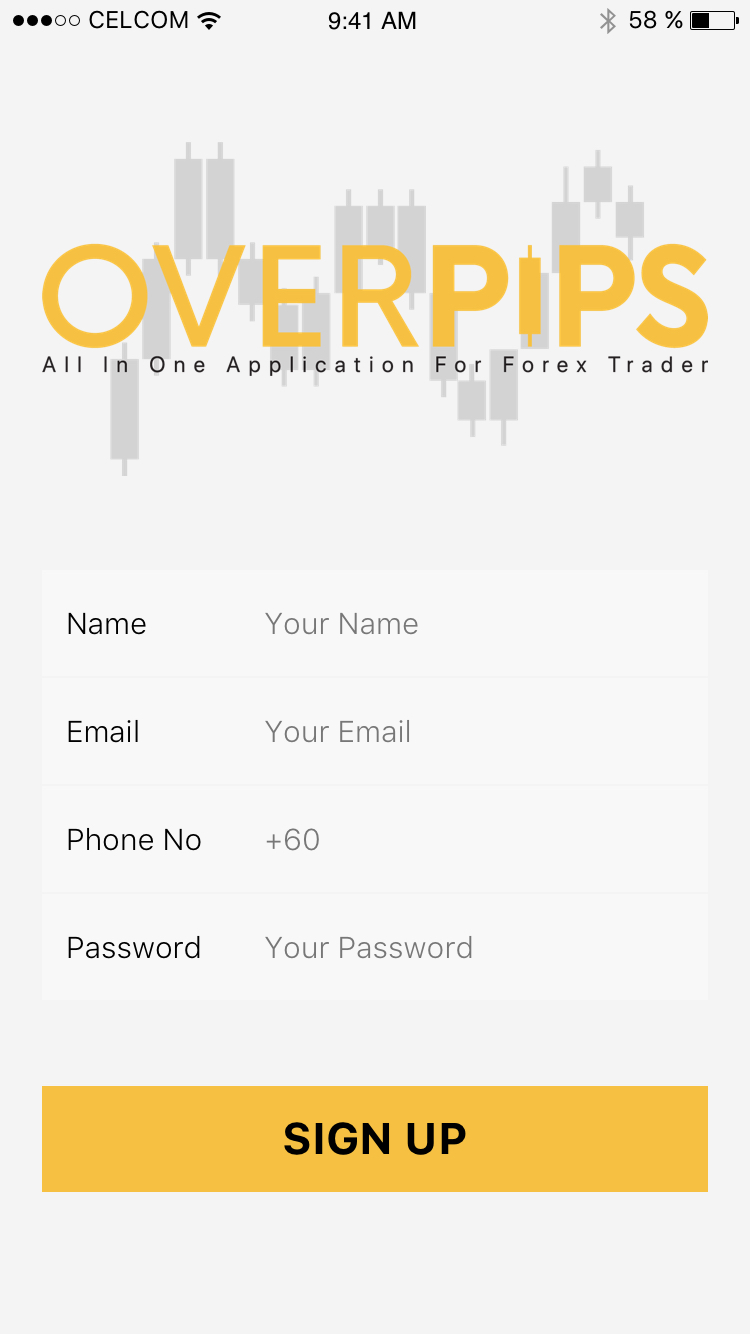 CELCOM 9:41 AM 58 %
OVERPIPS
All In One Application For Forex Trader
Name Your Name
Email Your Email
Phone No +60
Password Your Password
SIGN UP